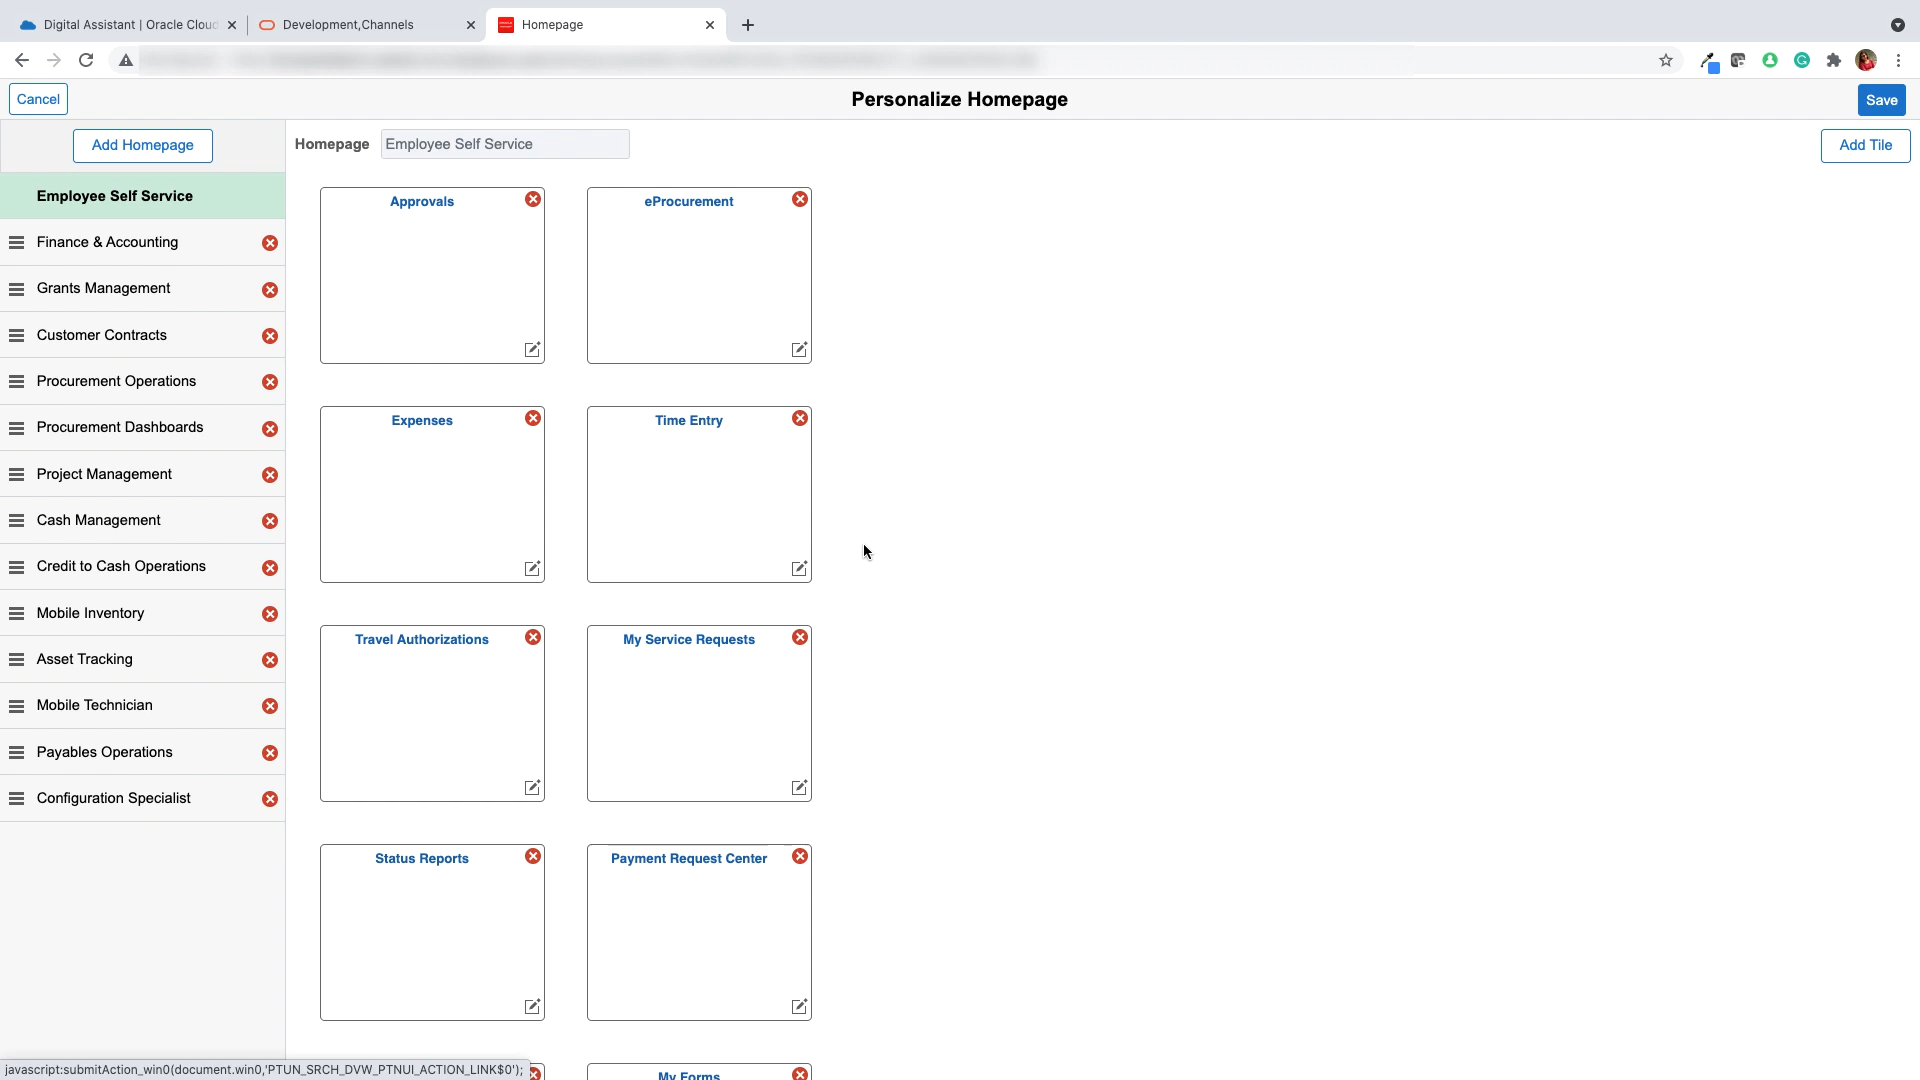 Digital Assistant | Oracle Cloud
Development,Channels
Homepage
Cancel
Personalize Homepage
Save
Add Homepage
Homepage
Employee Self Service
Add Tile
Employee Self Service
Finance & Accounting
Grants Management
Customer Contracts
Procurement Operations
Procurement Dashboards
Project Management
Cash Management
Credit to Cash Operations
Mobile Inventory
Asset Tracking
Mobile Technician
Payables Operations
Configuration Specialist
Approvals
eProcurement
Expenses
Time Entry
Travel Authorizations
My Service Requests
Status Reports
Payment Request Center
My Forms
javascript:submitAction_win0(document.win0,'PTUN_SRCH_DVW_PTNUI_ACTION_LINK$0');